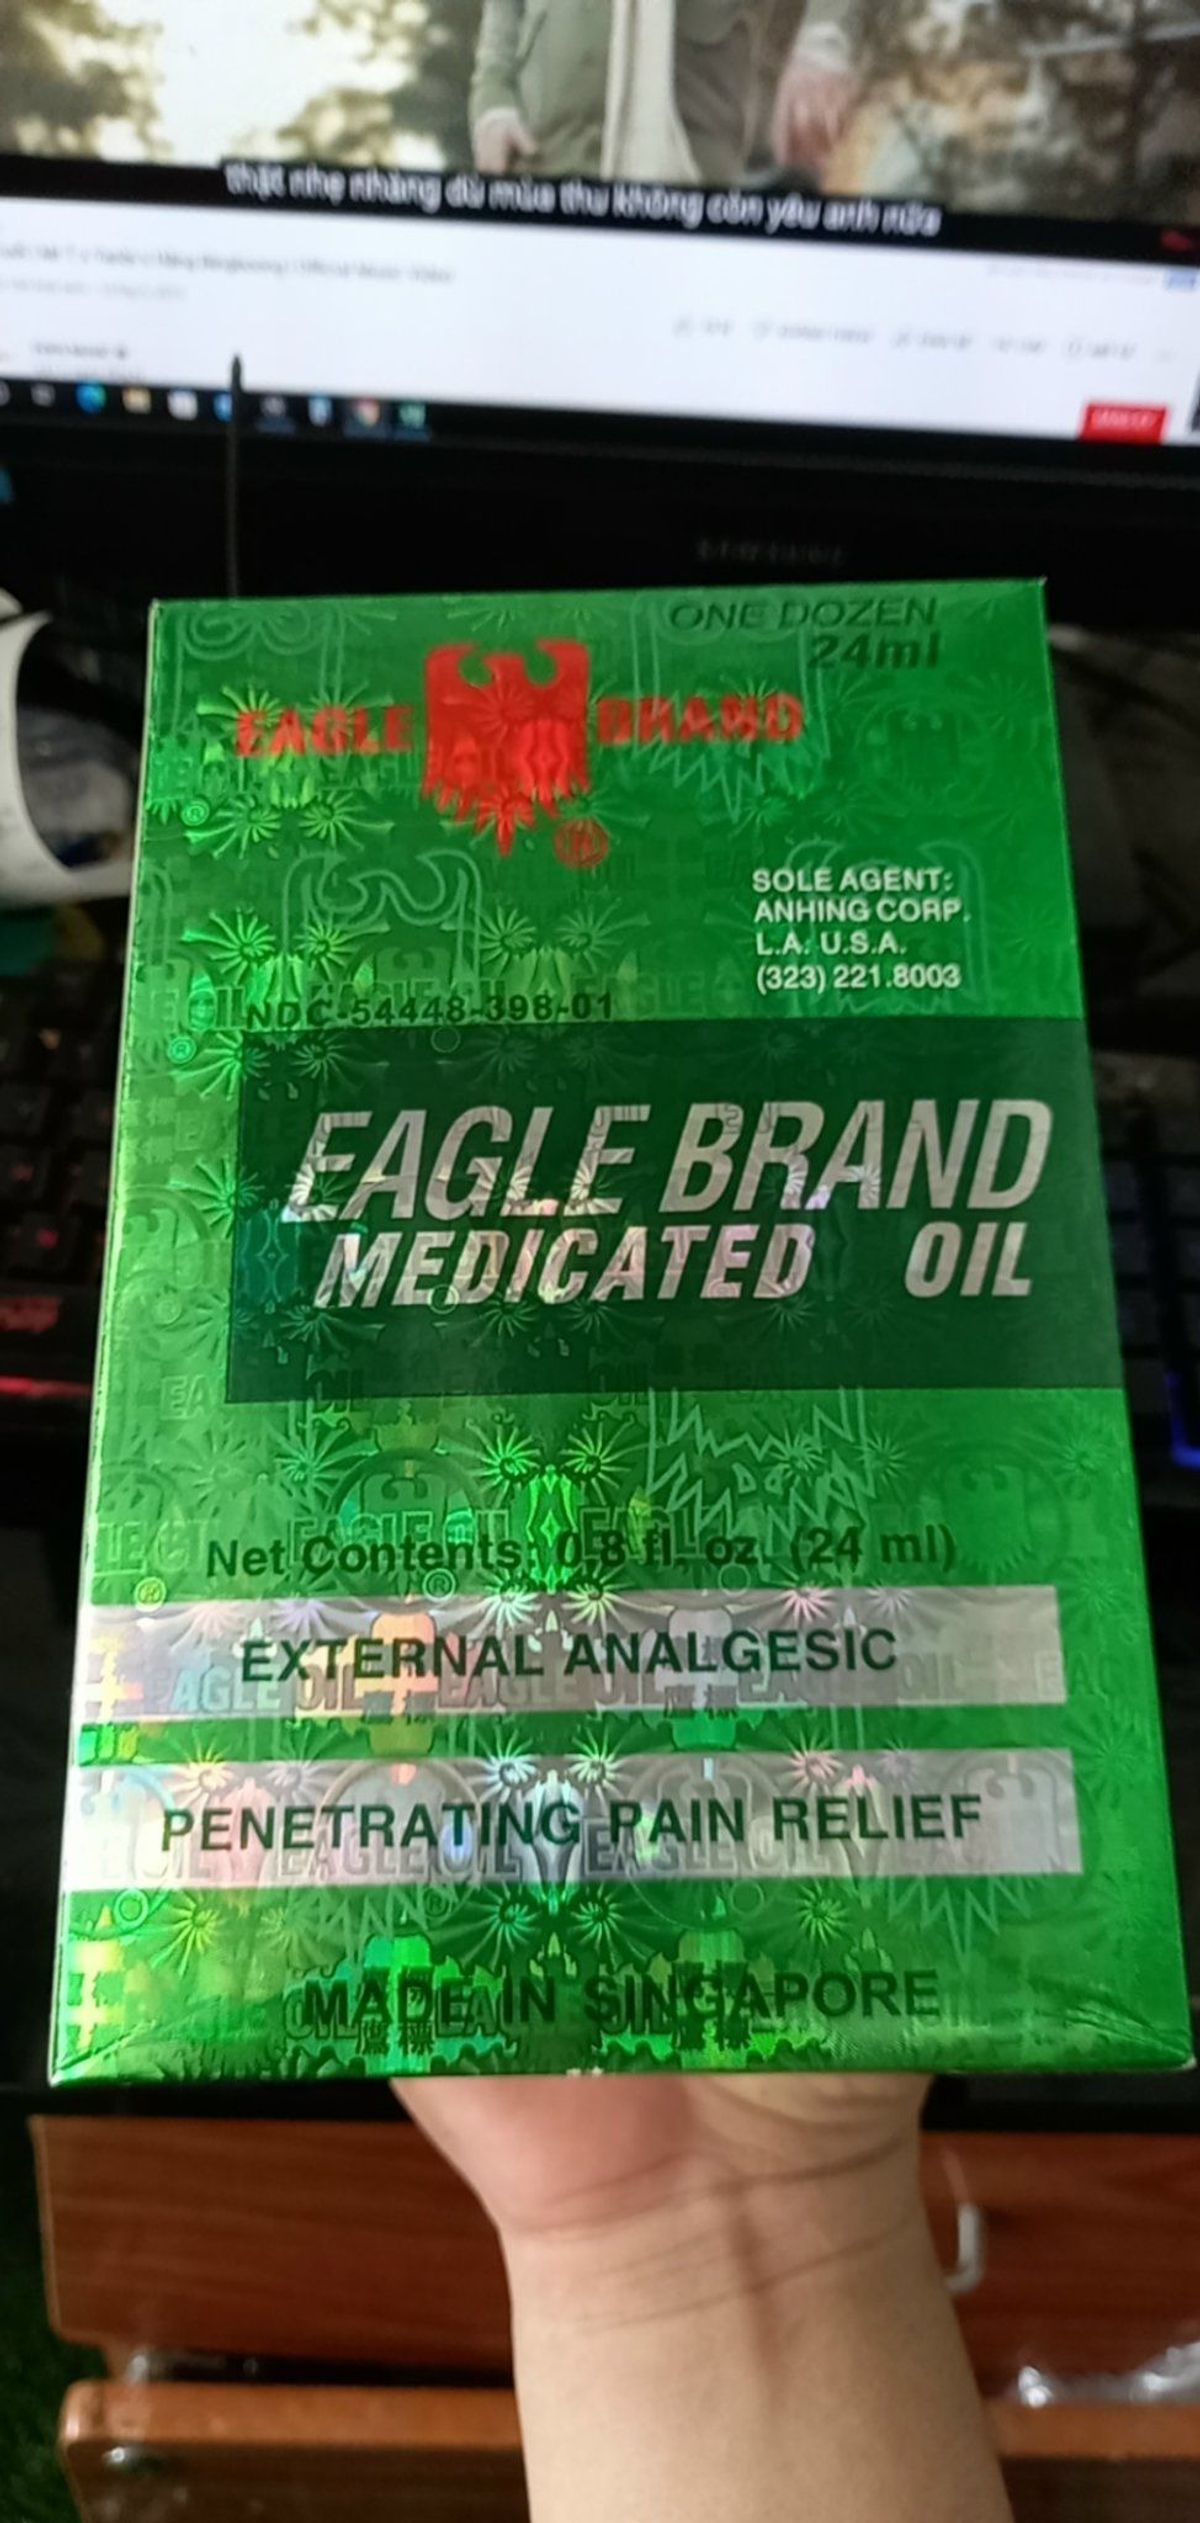 thật nhẹ nhàng dù mùa thu không còn yêu anh nữa
SAMSUNG
ONE DOZEN
24ml
EAGLE BRAND
®
SOLE AGENT:
ANHING CORP.
L.A. U.S.A.
(323) 221.8003
NDC-54448-398-01
EAGLE BRAND
MEDICATED OIL
Net Contents: 0.8 fl. oz. (24 ml)
EXTERNAL ANALGESIC
PENETRATING PAIN RELIEF
MADE IN SINGAPORE